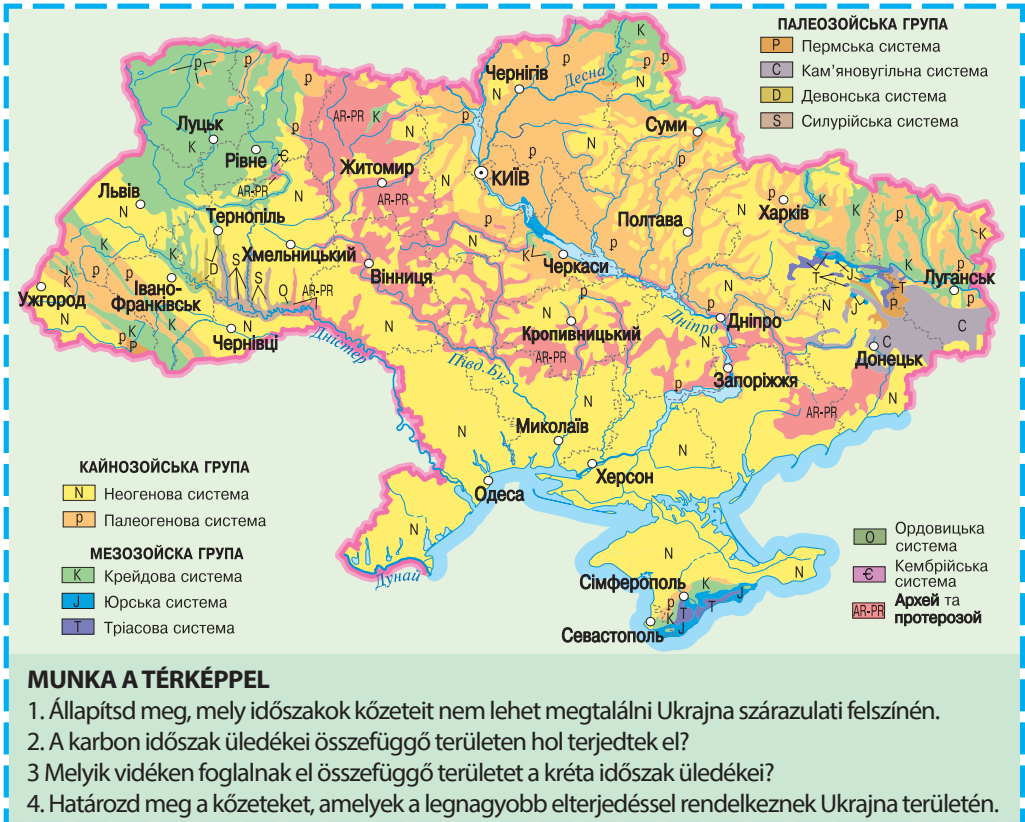 ПАЛЕОЗОЙСЬКА ГРУПА
P Пермська система
C Кам’яновугільна система
D Девонська система
S Силурійська система
Чернігів
Десна
Суми
Луцьк
Рівне
Житомир
КИЇВ
Львів
Тернопіль
Хмельницький
Полтава
Харків
Вінниця
Черкаси
Ужгород
Івано-
Франківськ
Чернівці
Луганськ
Кропивницький
Дніпро
Дніпро
Донецьк
Запоріжжя
Дністер
Півд. Буг
Миколаїв
Херсон
Одеса
Дунай
Сімферополь
Севастополь
K
P
N
AR-PR
Є
D
S
S
O
T
J
P
C
КАЙНОЗОЙСЬКА ГРУПА
N Неогенова система
P Палеогенова система
МЕЗОЗОЙСКА ГРУПА
K Крейдова система
J Юрська система
T Тріасова система
O Ордовицька
система
Є Кембрійська
система
AR-PR Архей та
протерозой
MUNKA A TÉRKÉPPEL
1. Állapítsd meg, mely időszakok kőzeteit nem lehet megtalálni Ukrajna szárazulati felszínén.
2. A karbon időszak üledékei összefüggő területen hol terjedtek el?
3 Melyik vidéken foglalnak el összefüggő területet a kréta időszak üledékei?
4. Határozd meg a kőzeteket, amelyek a legnagyobb elterjedéssel rendelkeznek Ukrajna területén.